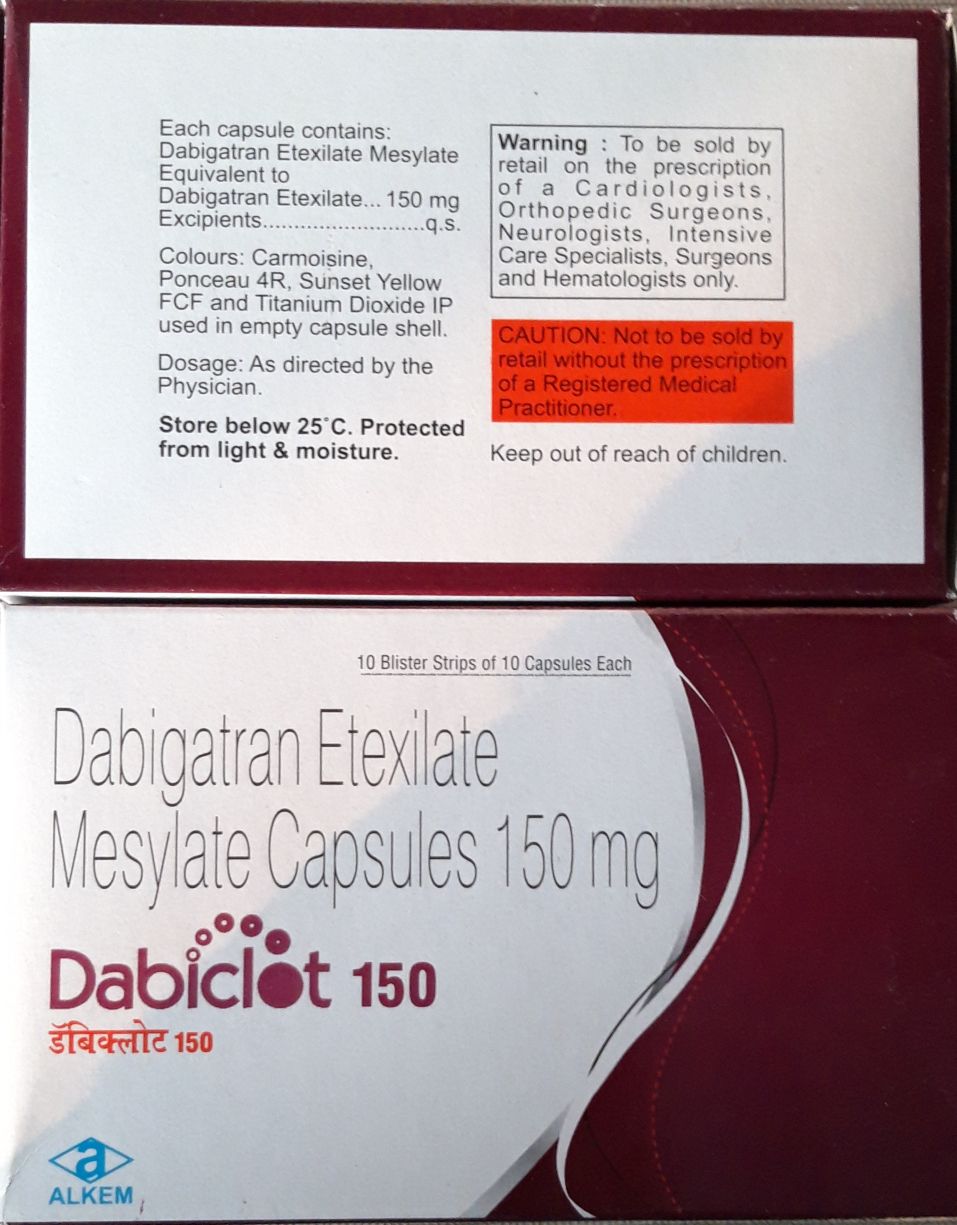 Each capsule contains:
Dabigatran Etexilate Mesylate
Equivalent to
Dabigatran Etexilate... 150 mg
Excipients..........................q.s.
Colours: Carmoisine,
Ponceau 4R, Sunset Yellow
FCF and Titanium Dioxide IP
used in empty capsule shell.
Dosage: As directed by the
Physician.
Store below 25°C. Protected
from light & moisture.
Warning : To be sold by
retail on the prescription
of a Cardiologists,
Orthopedic Surgeons,
Neurologists, Intensive
Care Specialists, Surgeons
and Hematologists only.
CAUTION: Not to be sold by
retail without the prescription
of a Registered Medical
Practitioner.
Keep out of reach of children.
10 Blister Strips of 10 Capsules Each
Dabigatran Etexilate
Mesylate Capsules 150 mg
Dabiclot 150
डॅबिक्लोट 150
a
ALKEM